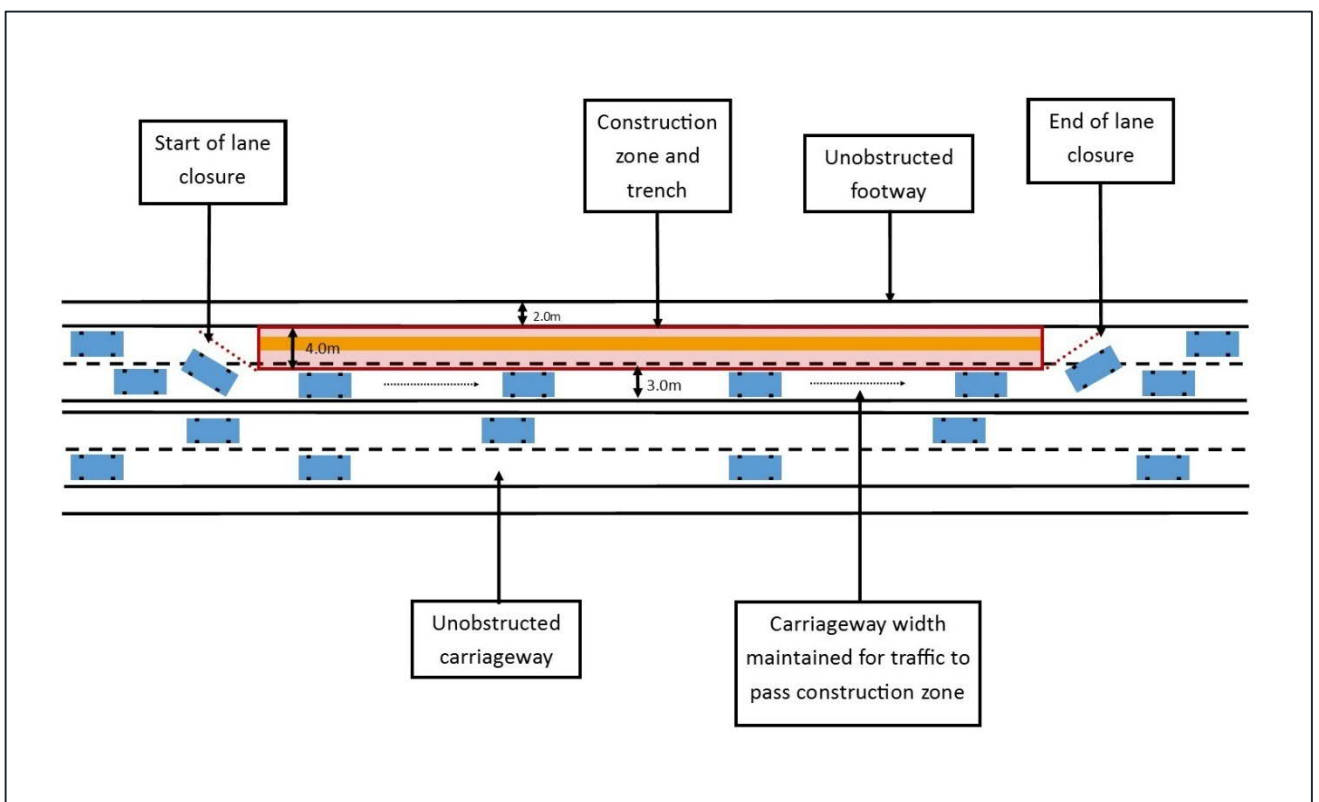 Start of lane
closure
Construction
zone and
trench
Unobstructed
footway
End of lane
closure
2.0m
4.0m
3.0m
Unobstructed
carriageway
Carriageway width
maintained for traffic to
pass construction zone